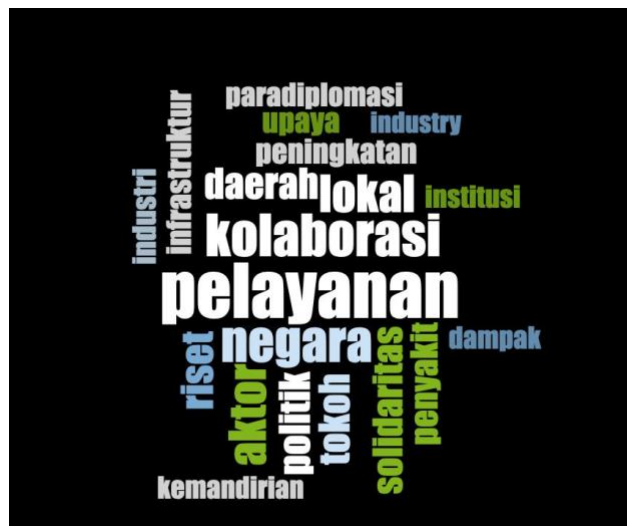 paradiplomasi
upaya
industry
peningkatan
infrastruktur
industri
daerah
lokal
institusi
kolaborasi
pelayanan
negara
dampak
riset
aktor
politik
tokoh
solidaritas
penyakit
kemandirian